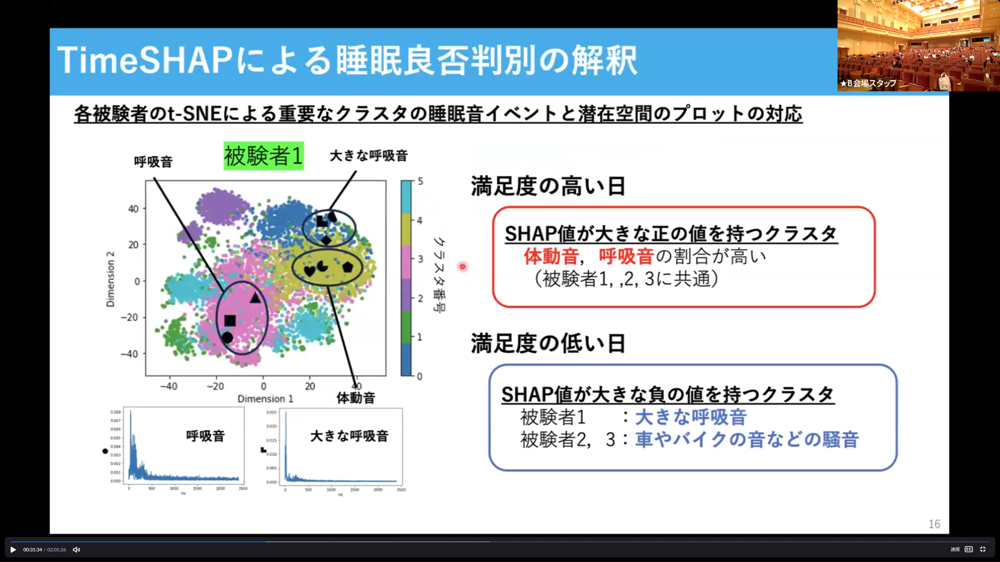 TimeSHAPによる睡眠良否判別の解釈
★B会場スタッフ
各被験者のt-SNEによる重要なクラスタの睡眠音イベントと潜在空間のプロットの対応
呼吸音
被験者1
大きな呼吸音
40
20
0
−20
−40
Dimension 2
−40 −20 0 20 40
Dimension 1
5
4
3
2
1
0
クラスタ番号
体動音
0.008
0.007
0.006
0.005
0.004
0.003
0.002
0.001
0.000
呼吸音
0 500 1000 1500 2000 2500
Hz
0.025
0.020
0.015
0.010
0.005
0.000
大きな呼吸音
0 500 1000 1500 2000 2500
Hz
満足度の高い日
SHAP値が大きな正の値を持つクラスタ
体動音，呼吸音の割合が高い
（被験者1, ,2, 3に共通）
満足度の低い日
SHAP値が大きな負の値を持つクラスタ
被験者1　　：大きな呼吸音
被験者2，3：車やバイクの音などの騒音
16
00:31:34 / 02:01:26
速度
CC